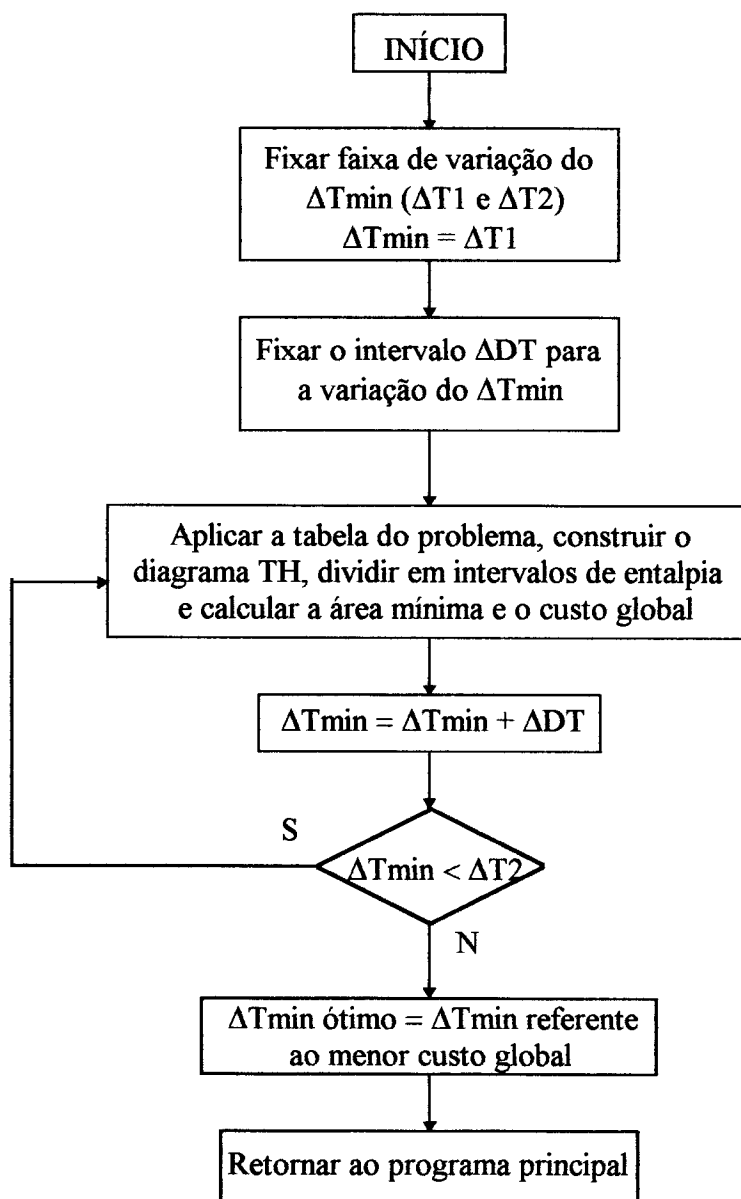 INÍCIO
Fixar faixa de variação do
ΔTmin (ΔT1 e ΔT2)
ΔTmin = ΔT1
Fixar o intervalo ΔDT para
a variação do ΔTmin
Aplicar a tabela do problema, construir o
diagrama TH, dividir em intervalos de entalpia
e calcular a área mínima e o custo global
ΔTmin = ΔTmin + ΔDT
S
ΔTmin < ΔT2
N
ΔTmin ótimo = ΔTmin referente
ao menor custo global
Retornar ao programa principal